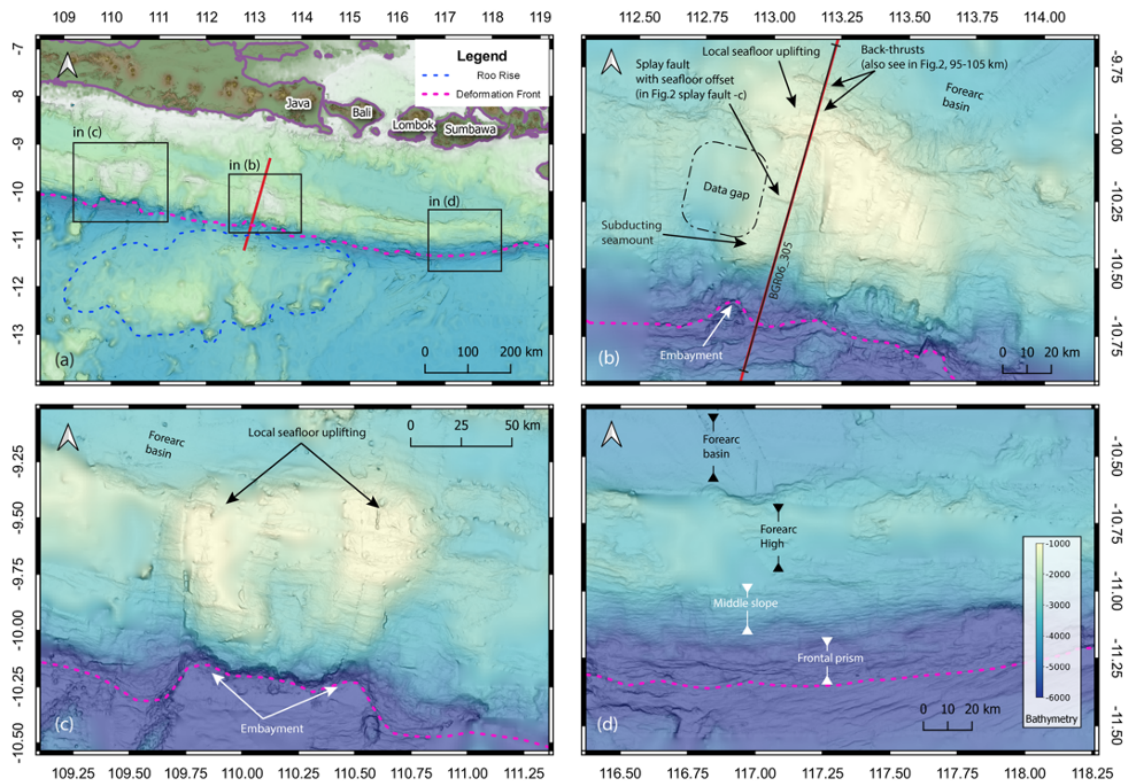 109 110 111 112 113 114 115 116 117 118 119
112.50 112.75 113.00 113.25 113.50 113.75 114.00
-7
-8
-9
-10
-11
-12
-13
Legend
Roo Rise
Deformation Front
Java
Bali
Lombok
Sumbawa
in (c)
in (b)
in (d)
(a)
0 100 200 km
Local seafloor uplifting
Back-thrusts
(also see in Fig.2, 95-105 km)
Splay fault
with seafloor offset
(in Fig.2 splay fault -c)
Forearc
basin
Data gap
Subducting
seamount
BGR06_305
Embayment
(b)
0 10 20 km
-9.75
-10.00
-10.25
-10.50
-10.75
-9.25
-9.50
-9.75
-10.00
-10.25
-10.50
Forearc
basin
Local seafloor uplifting
0 25 50 km
Embayment
(c)
109.25 109.50 109.75 110.00 110.25 110.50 110.75 111.00 111.25
Forearc
basin
Forearc
High
Middle slope
Frontal prism
0 10 20 km
(d)
-1000
-2000
-3000
-4000
-5000
-6000
Bathymetry
-10.50
-10.75
-11.00
-11.25
-11.50
116.50 116.75 117.00 117.25 117.50 117.75 118.00 118.25